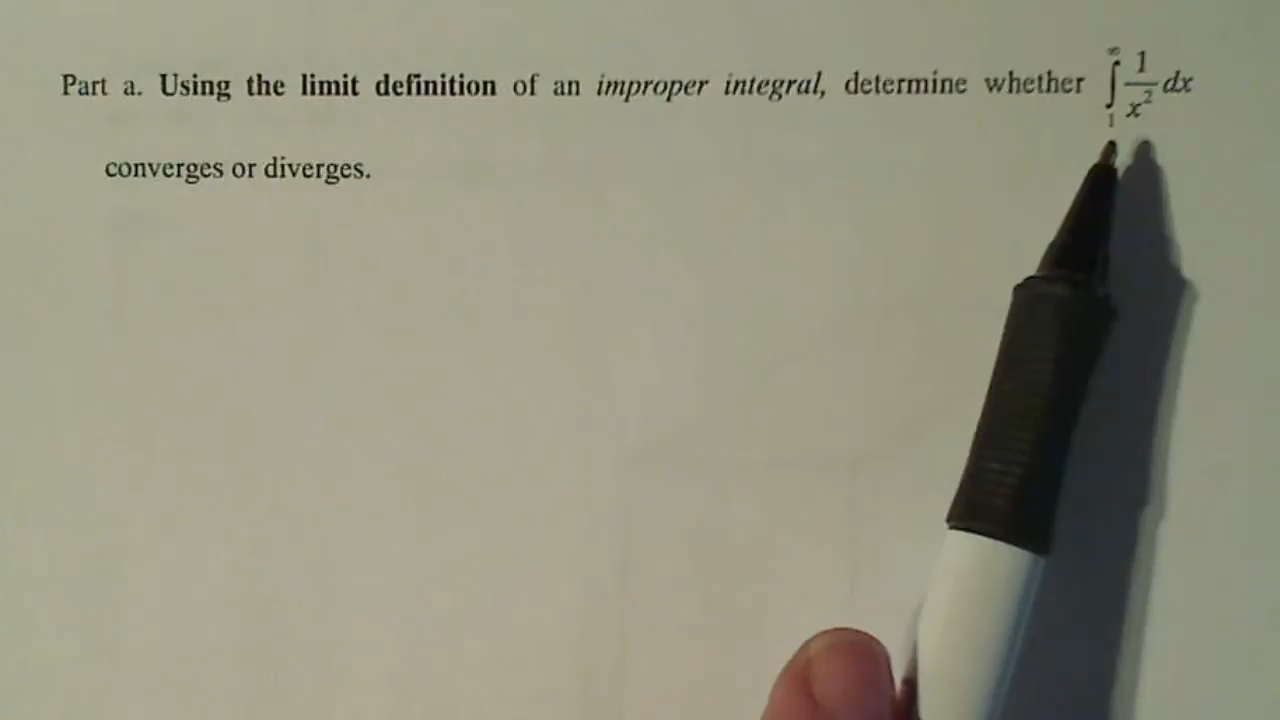 Part a. Using the limit definition of an improper integral, determine whether ∫₁^∞ 1/x² dx
converges or diverges.